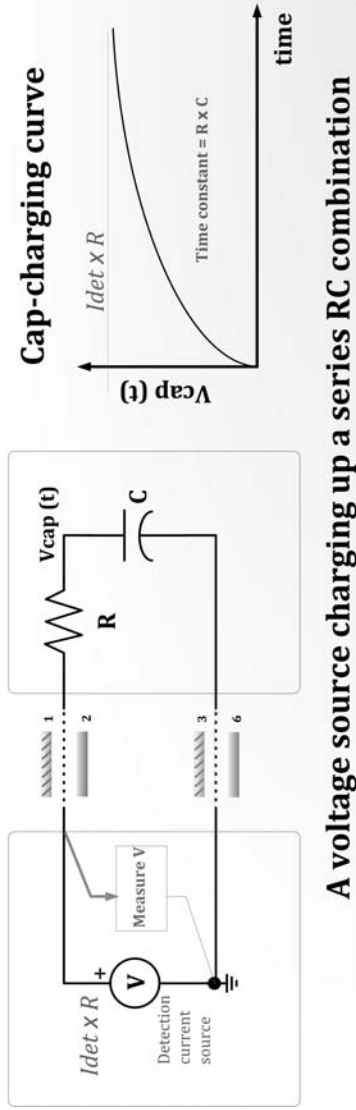 Idet x R
+
V
Detection
current
source
Measure V
1
2
3
6
R
Vcap (t)
C
Cap-charging curve
Vcap (t)
Idet x R
Time constant = R x C
time
A voltage source charging up a series RC combination